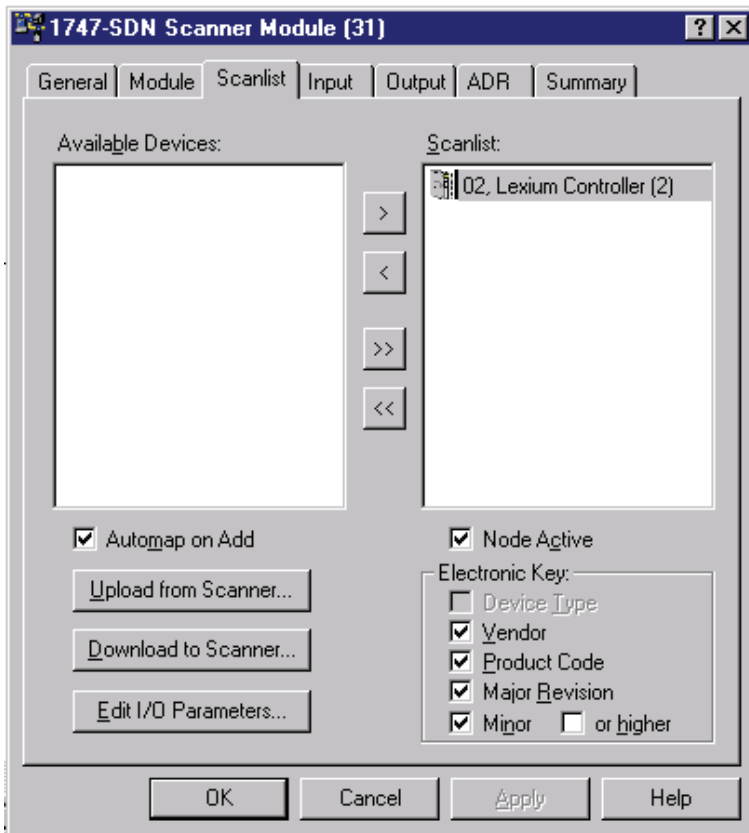 1747-SDN Scanner Module (31)
General Module Scanlist Input Output ADR Summary
Available Devices:
Scanlist:
02, Lexium Controller (2)
>
<
>>
<<
Automap on Add
Node Active
Upload from Scanner...
Download to Scanner...
Edit I/O Parameters...
Electronic Key:
Device Type
Vendor
Product Code
Major Revision
Minor or higher
OK Cancel Apply Help